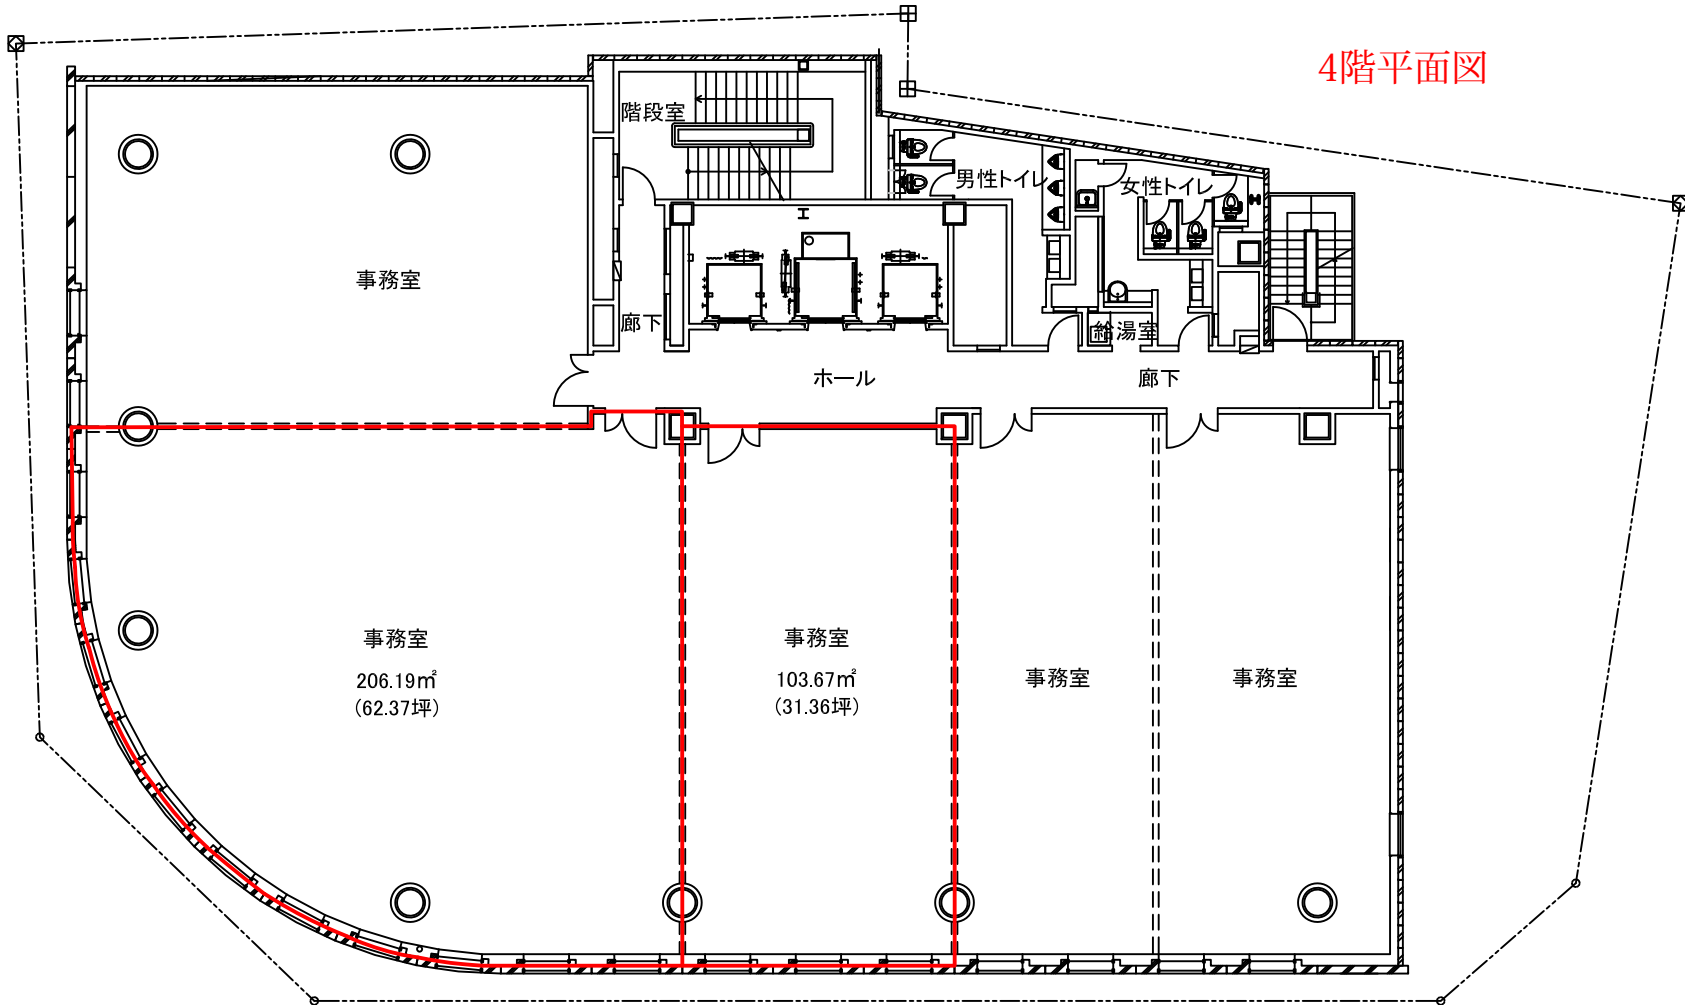 4階平面図
階段室
男性トイレ
女性トイレ
事務室
廊下
給湯室
ホール
廊下
事務室
206.19㎡
(62.37坪)
事務室
103.67㎡
(31.36坪)
事務室
事務室